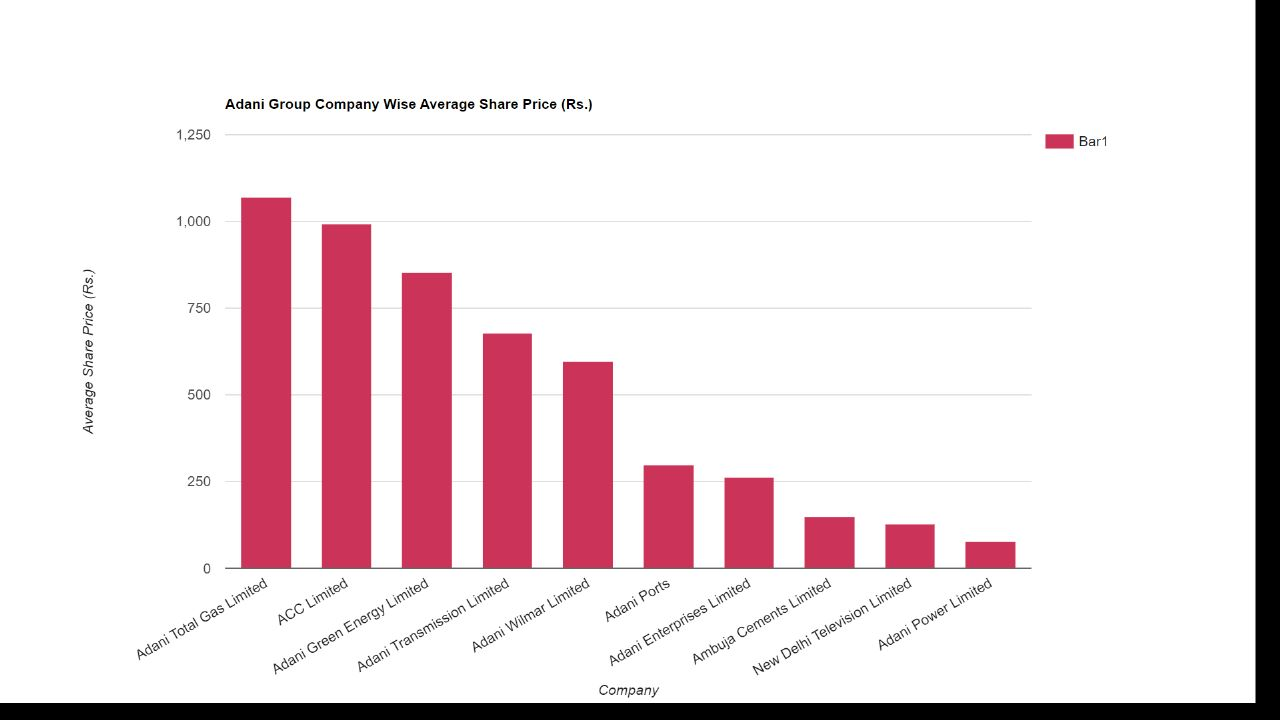 Adani Group Company Wise Average Share Price (Rs.)
Bar1
Average Share Price (Rs.)
1,250
1,000
750
500
250
0
Adani Total Gas Limited
ACC Limited
Adani Green Energy Limited
Adani Transmission Limited
Adani Wilmar Limited
Adani Ports
Adani Enterprises Limited
Ambuja Cements Limited
New Delhi Television Limited
Adani Power Limited
Company